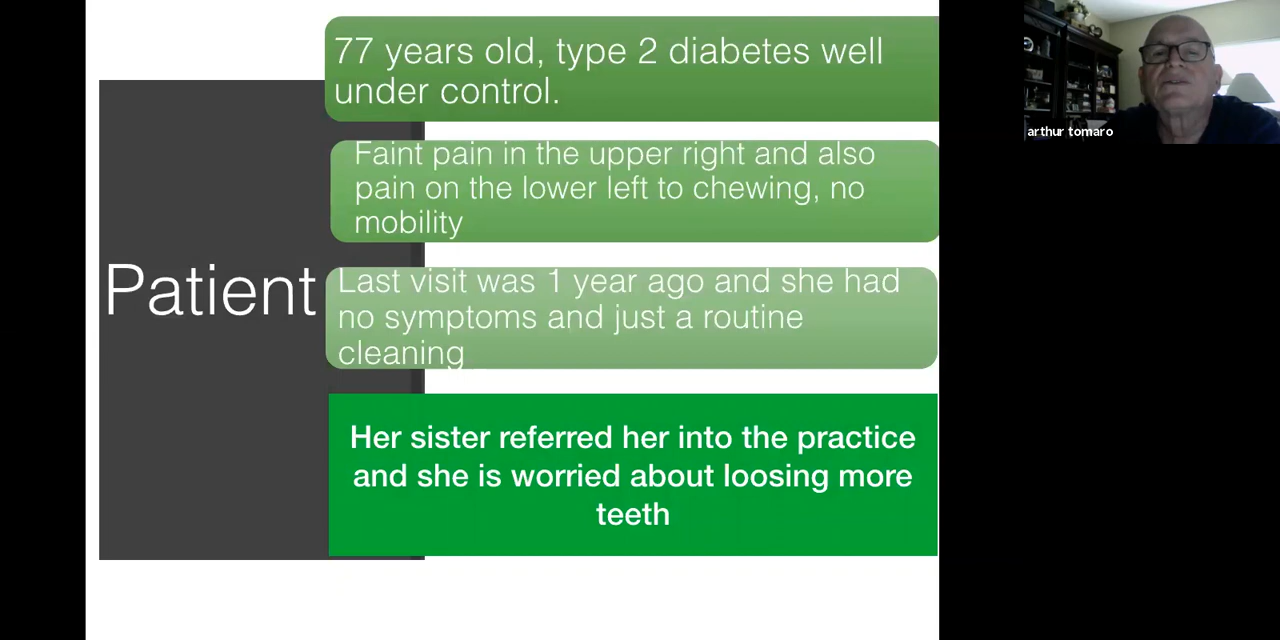 77 years old, type 2 diabetes well
under control.
Faint pain in the upper right and also
pain on the lower left to chewing, no
mobility
Patient
Last visit was 1 year ago and she had
no symptoms and just a routine
cleaning
Her sister referred her into the practice
and she is worried about loosing more
teeth
arthur tomaro